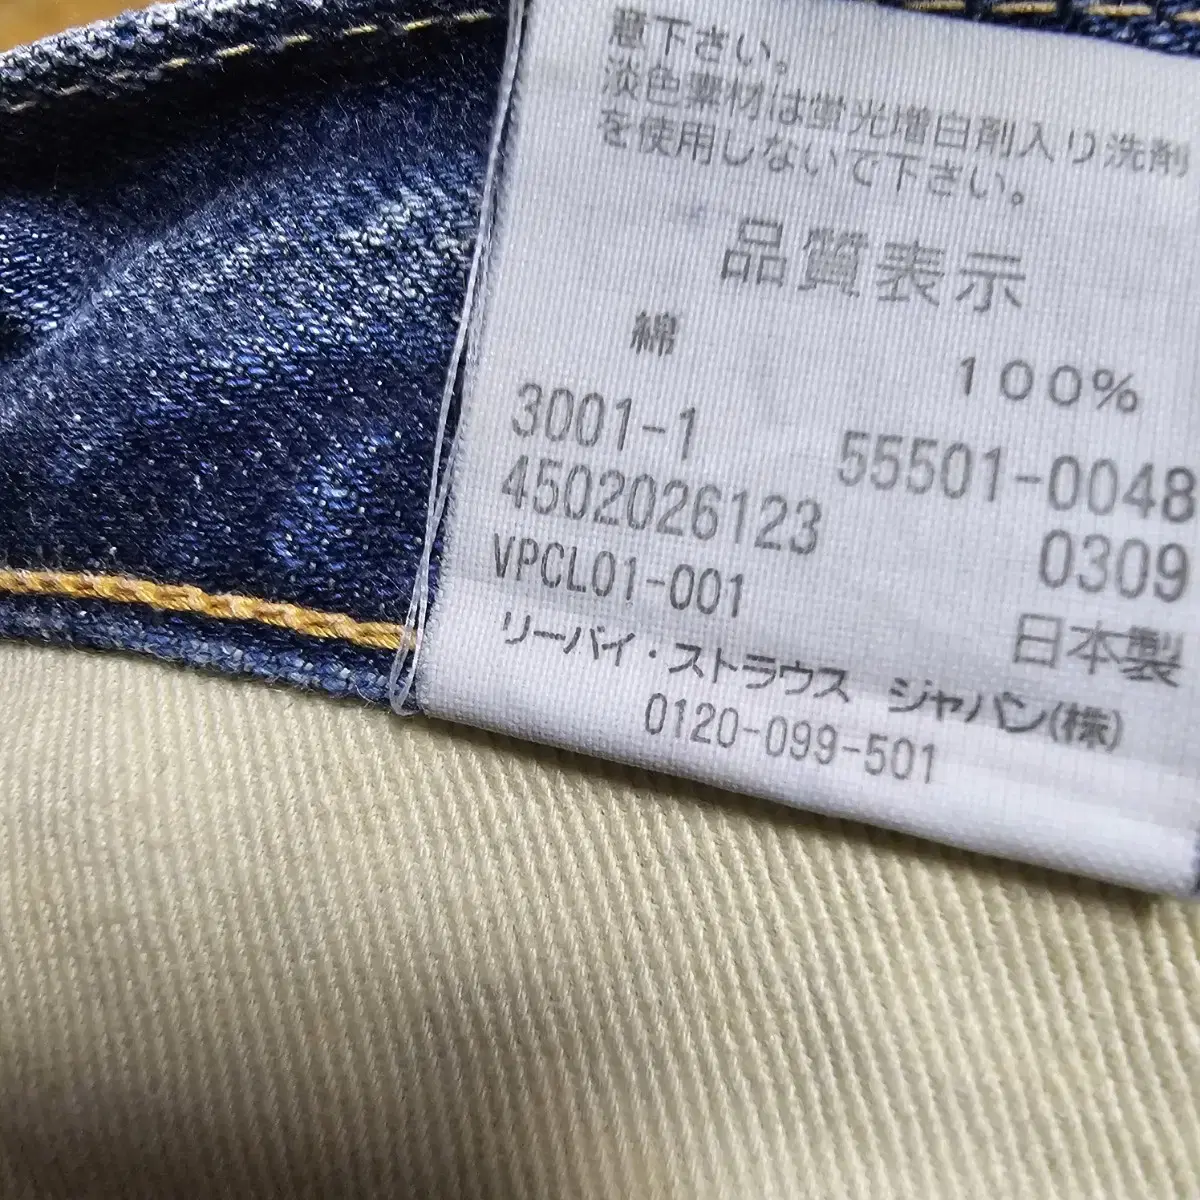 意下さい。
淡色素材は蛍光増白剤入り洗剤
を使用しないで下さい。
品質表示
綿 100%
3001-1 55501-0048
4502026123 0309
VPCL01-001 日本製
リーバイ・ストラウス ジャパン(株)
0120-099-501